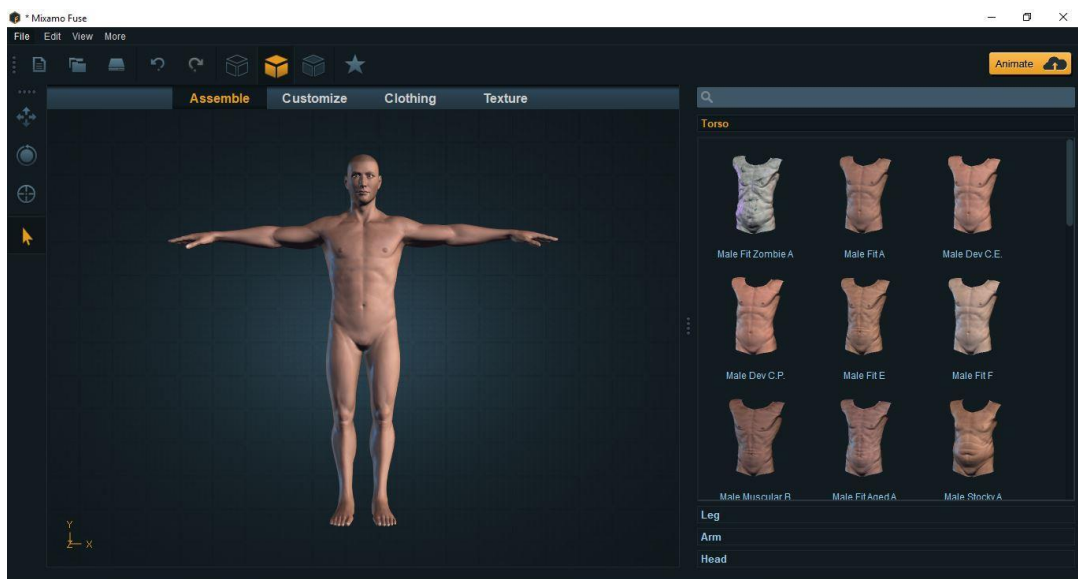 * Mixamo Fuse
File Edit View More
Animate
Assemble Customize Clothing Texture
Torso
Male Fit Zombie A Male Fit A Male Dev C.E.
Male Dev C.P. Male Fit E Male Fit F
Male Muscular B Male Fit Aged A Male Stocky A
Leg
Arm
Head
Y
Z X